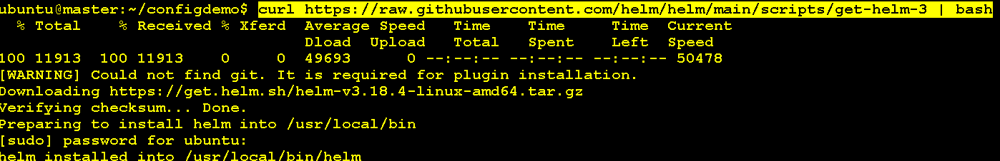 ubuntu@master:~/configdemo$ curl https://raw.githubusercontent.com/helm/helm/main/scripts/get-helm-3 | bash
% Total % Received % Xferd Average Speed Time Time Time Current
Dload Upload Total Spent Left Speed
100 11913 100 11913 0 0 49693 0 --:--:-- --:--:-- --:--:-- 50478
[WARNING] Could not find git. It is required for plugin installation.
Downloading https://get.helm.sh/helm-v3.18.4-linux-amd64.tar.gz
Verifying checksum... Done.
Preparing to install helm into /usr/local/bin
[sudo] password for ubuntu:
helm installed into /usr/local/bin/helm